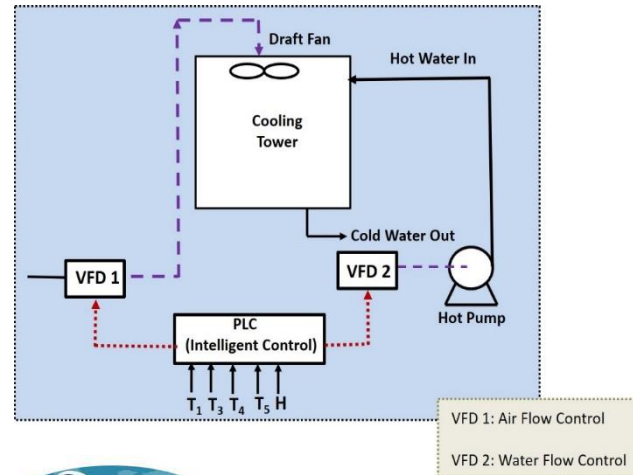 Draft Fan
Hot Water In
Cooling
Tower
Cold Water Out
VFD 1
VFD 2
Hot Pump
PLC
(Intelligent Control)
T₁ T₃ T₄ T₅ H
VFD 1: Air Flow Control
VFD 2: Water Flow Control